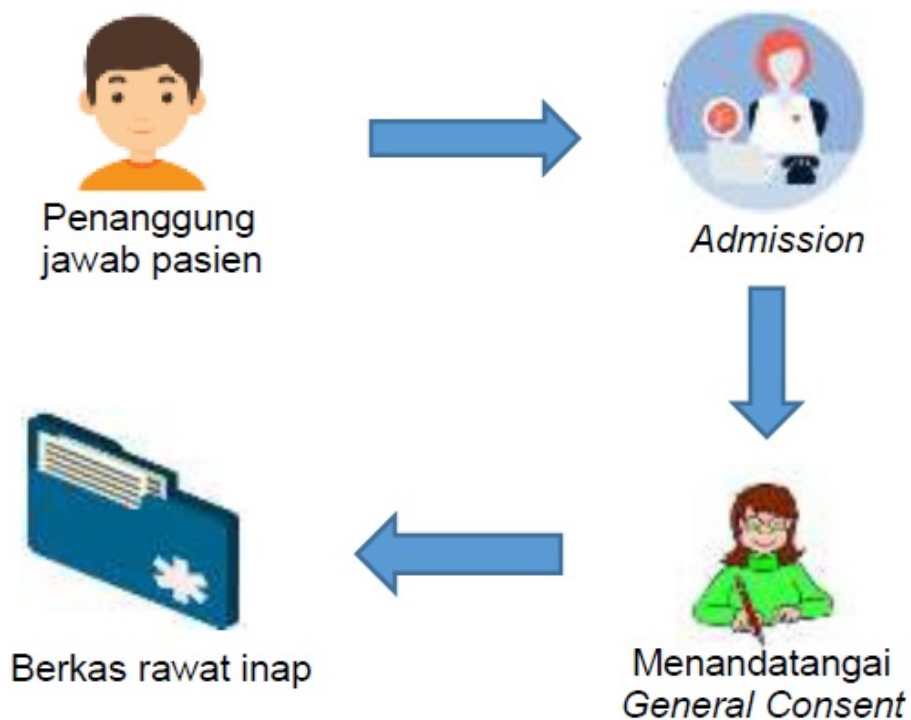 Penanggung
jawab pasien
Admission
Menandatangai
General Consent
Berkas rawat inap